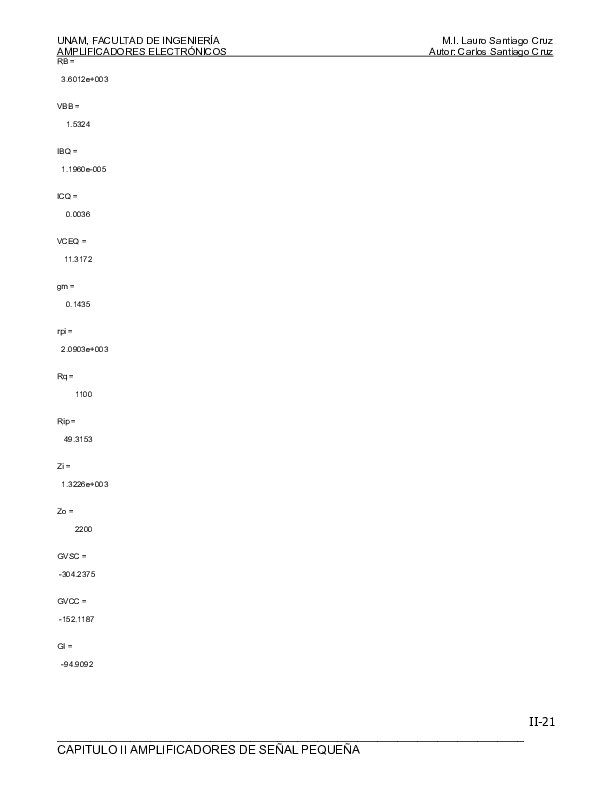 UNAM, FACULTAD DE INGENIERÍA M.I. Lauro Santiago Cruz
AMPLIFICADORES ELECTRÓNICOS Autor: Carlos Santiago Cruz
RB =
3.6012e+003
VBB =
1.5324
IBQ =
1.1960e-005
ICQ =
0.0036
VCEQ =
11.3172
gm =
0.1435
rpi =
2.0903e+003
Rq =
1100
Rip =
49.3153
Zi =
1.3226e+003
Zo =
2200
GVSC =
-304.2375
GVCC =
-152.1187
GI =
-94.9092
II-21
CAPITULO II AMPLIFICADORES DE SEÑAL PEQUEÑA